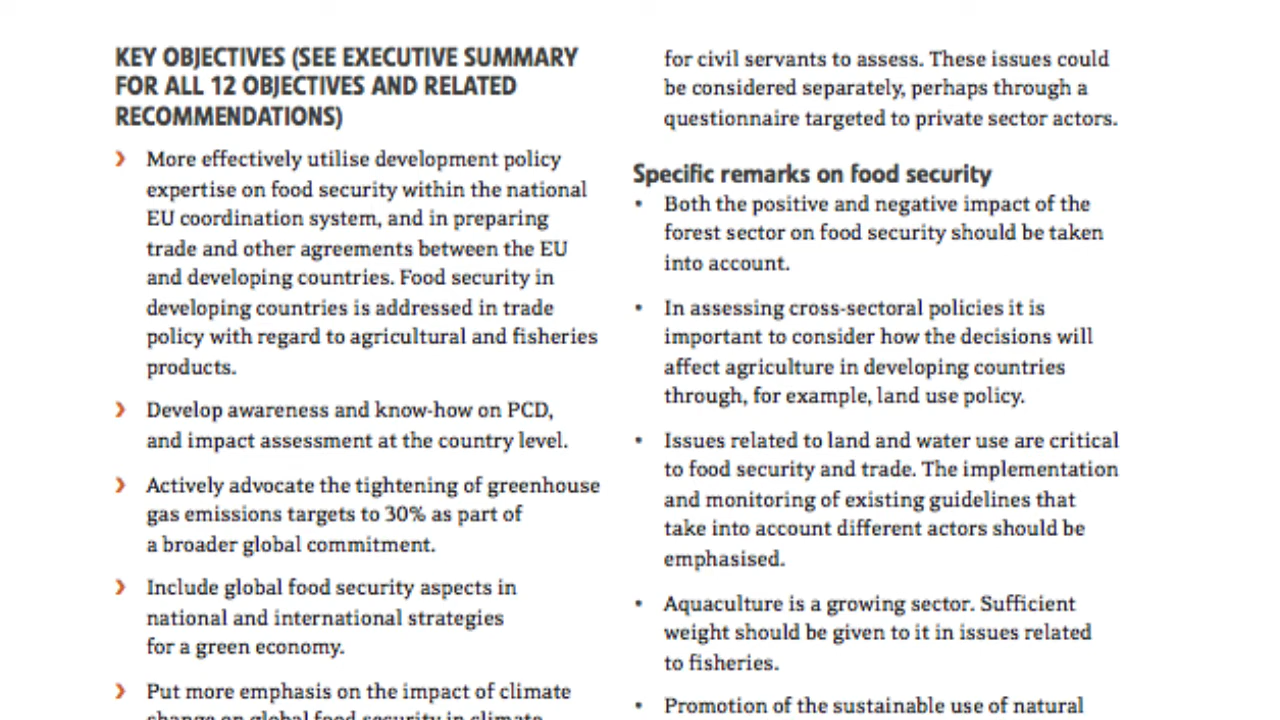 KEY OBJECTIVES (SEE EXECUTIVE SUMMARY
FOR ALL 12 OBJECTIVES AND RELATED
RECOMMENDATIONS)
› More effectively utilise development policy
expertise on food security within the national
EU coordination system, and in preparing
trade and other agreements between the EU
and developing countries. Food security in
developing countries is addressed in trade
policy with regard to agricultural and fisheries
products.
› Develop awareness and know-how on PCD,
and impact assessment at the country level.
› Actively advocate the tightening of greenhouse
gas emissions targets to 30% as part of
a broader global commitment.
› Include global food security aspects in
national and international strategies
for a green economy.
› Put more emphasis on the impact of climate
change on global food security in climate
for civil servants to assess. These issues could
be considered separately, perhaps through a
questionnaire targeted to private sector actors.
Specific remarks on food security
• Both the positive and negative impact of the
forest sector on food security should be taken
into account.
• In assessing cross-sectoral policies it is
important to consider how the decisions will
affect agriculture in developing countries
through, for example, land use policy.
• Issues related to land and water use are critical
to food security and trade. The implementation
and monitoring of existing guidelines that
take into account different actors should be
emphasised.
• Aquaculture is a growing sector. Sufficient
weight should be given to it in issues related
to fisheries.
• Promotion of the sustainable use of natural